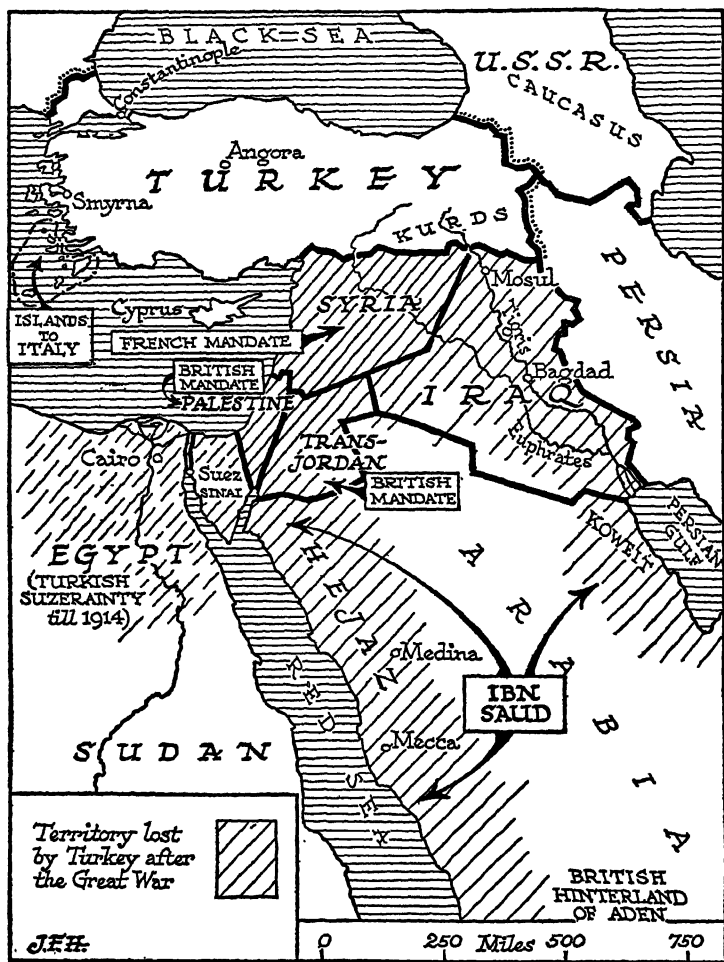 BLACK SEA
Constantinople
U.S.S.R.
CAUCASUS
Angora
TURKEY
Smyrna
KURDS
PERSIA
Mosul
Cyprus
SYRIA
Tigris
ISLANDS
TO
ITALY
FRENCH MANDATE
BRITISH
MANDATE
PALESTINE
Bagdad
IRAQ
TRANS-
JORDAN
Euphrates
Cairo
Suez
SINAI
BRITISH
MANDATE
PERSIAN
GULF
KOWEIT
EGYPT
(TURKISH
SUZERAINTY
till 1914)
HEJAZ
ARABIA
Medina
IBN
SAUD
RED SEA
Mecca
SUDAN
Territory lost
by Turkey after
the Great War
BRITISH
HINTERLAND
OF ADEN
J.F.H.
0 250 Miles 500 750